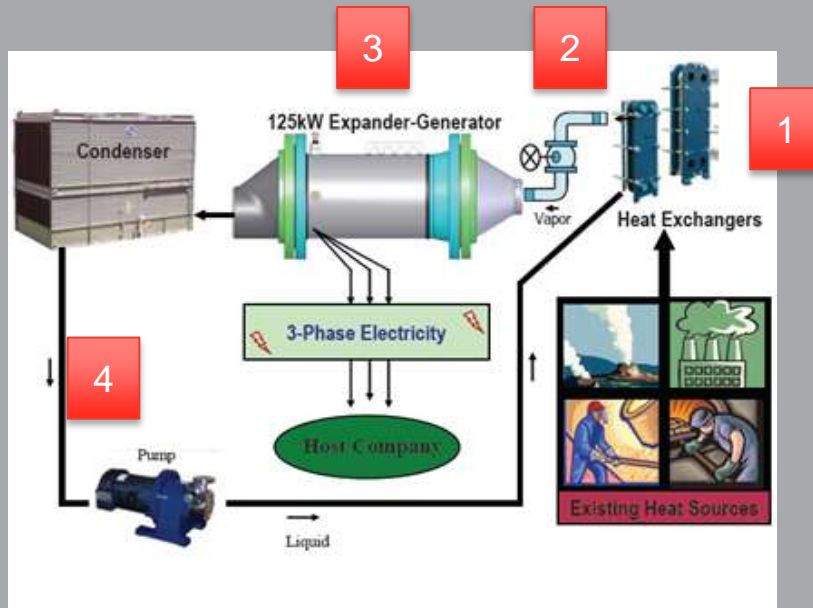 3
2
1
125kW Expander-Generator
Condenser
Vapor
Heat Exchangers
3-Phase Electricity
4
Host Company
Pump
Existing Heat Sources
Liquid